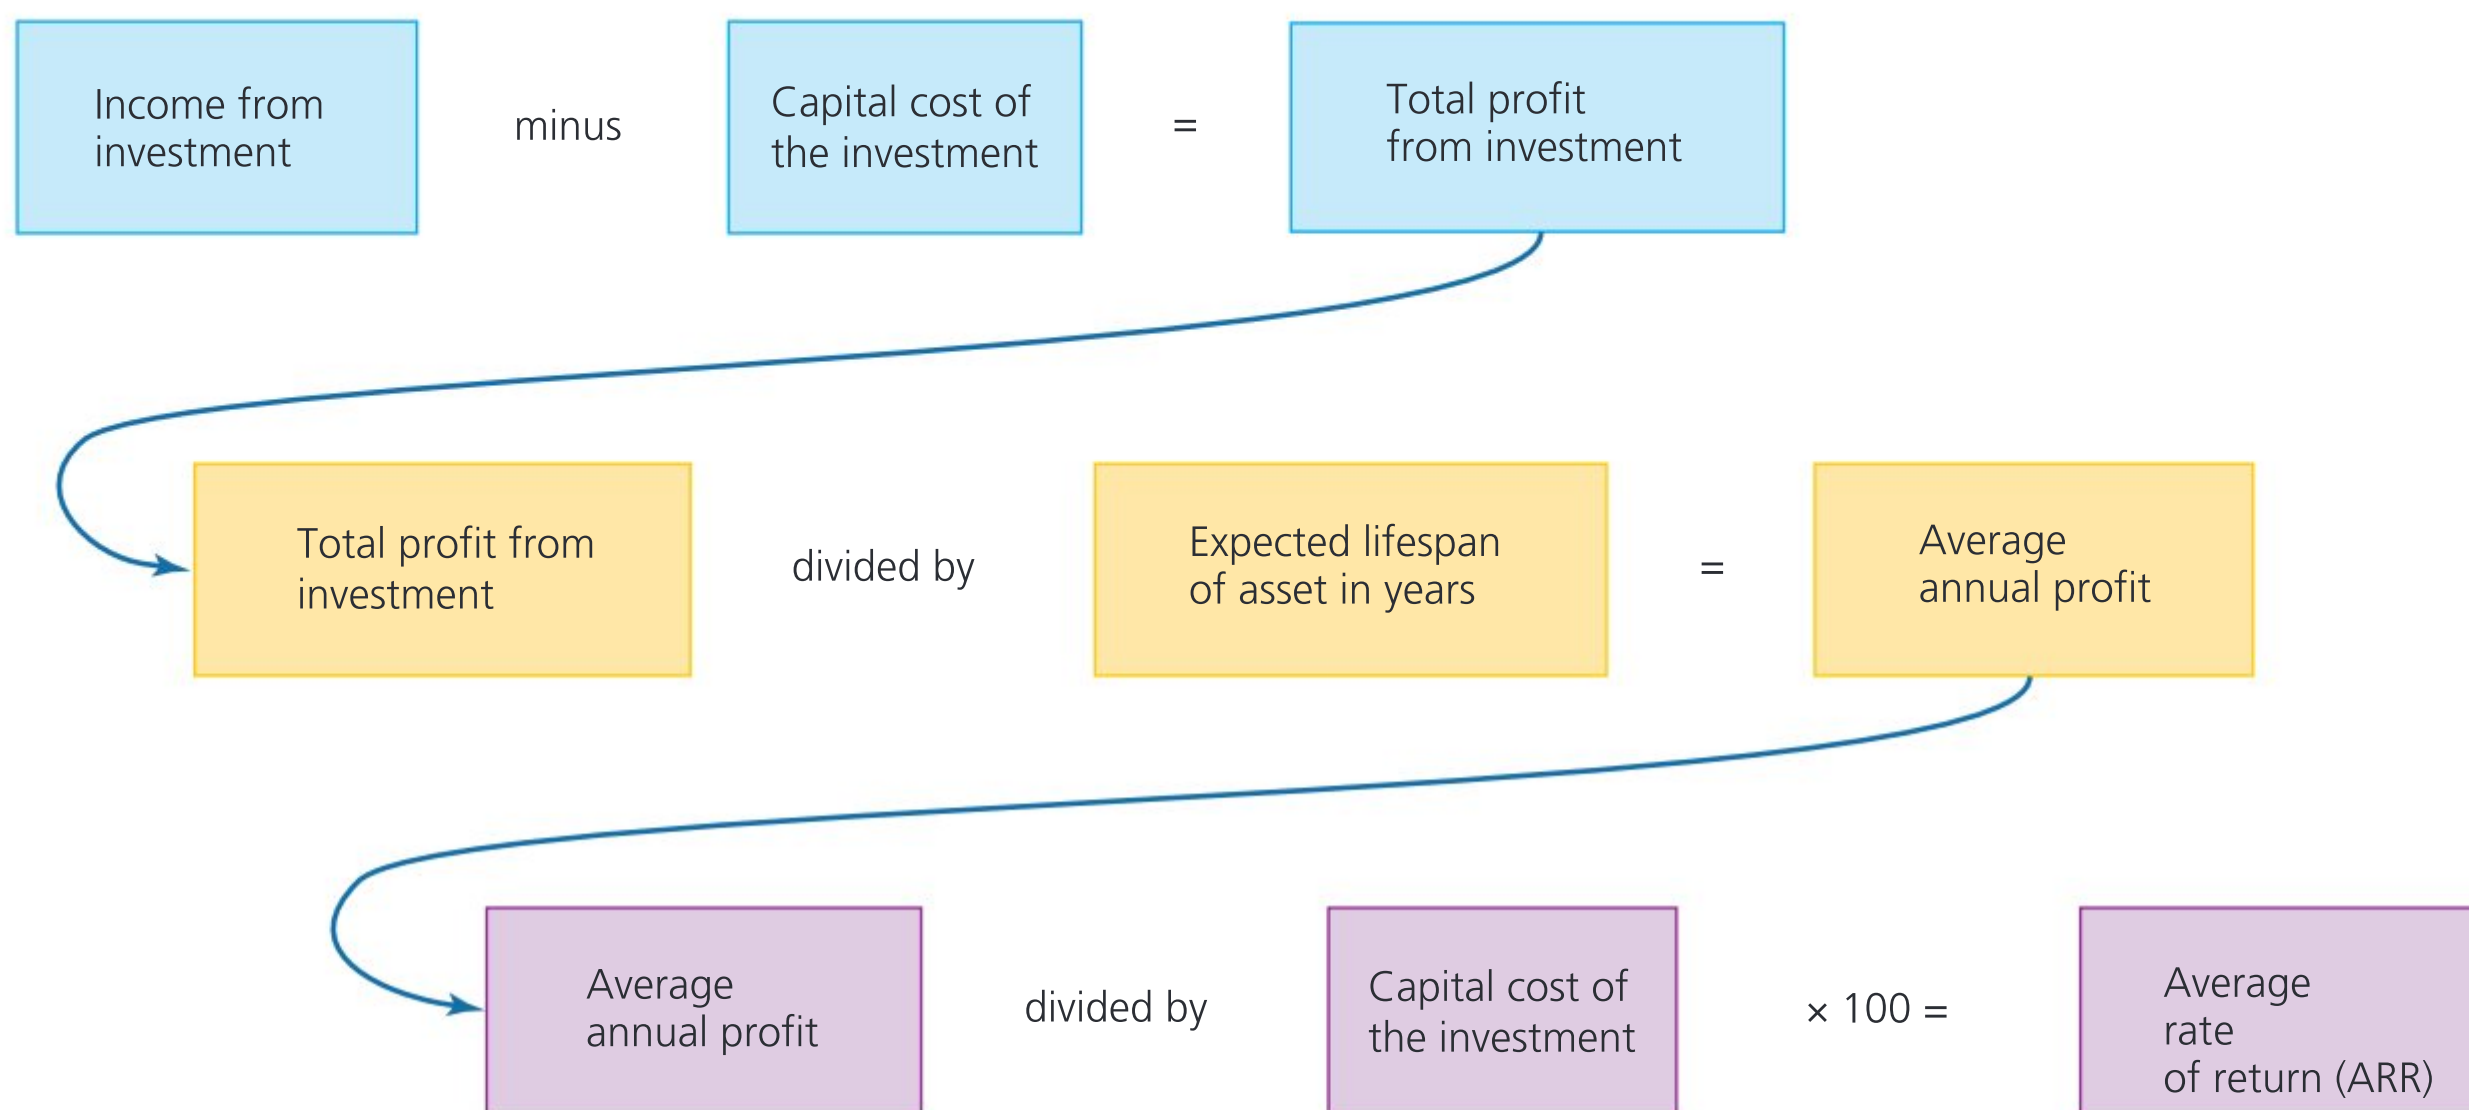 Income from
investment
minus
Capital cost of
the investment
=
Total profit
from investment
Total profit from
investment
divided by
Expected lifespan
of asset in years
=
Average
annual profit
Average
annual profit
divided by
Capital cost of
the investment
× 100 =
Average
rate
of return (ARR)